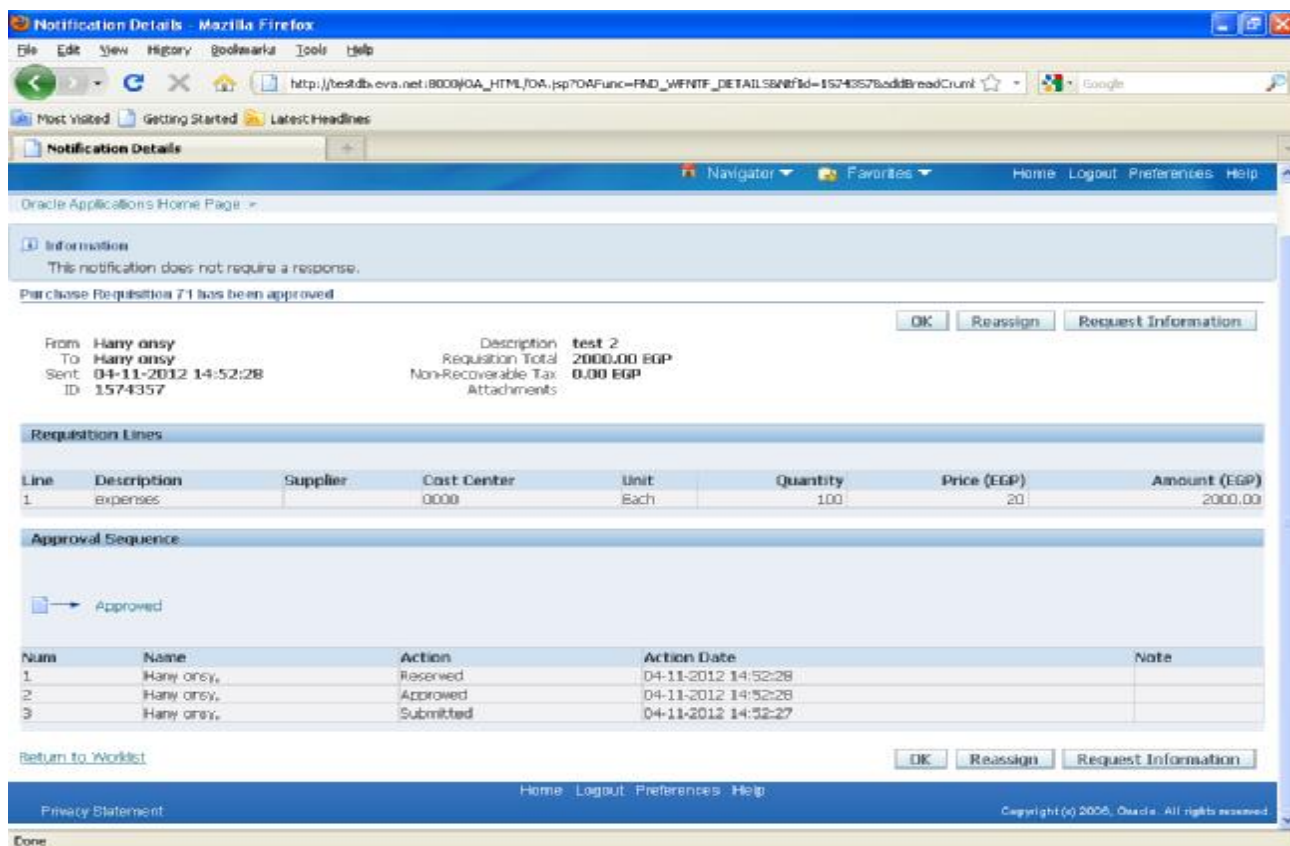 Notification Details - Mozilla Firefox
File Edit View History Bookmarks Tools Help
http://testdb.eva.net:8000/OA_HTML/OA.jsp?OAFunc=FND_WFNTF_DETAILS&NtfId=1574357&addBreadCrumb Google
Most Visited Getting Started Latest Headlines
Notification Details
Navigator Favorites Home Logout Preferences Help
Oracle Applications Home Page >
Information
This notification does not require a response.
Purchase Requisition 71 has been approved
OK Reassign Request Information
From Hany onsy Description test 2
To Hany onsy Requisition Total 2000.00 EGP
Sent 04-11-2012 14:52:28 Non-Recoverable Tax 0.00 EGP
ID 1574357 Attachments
Requisition Lines
Line Description Supplier Cost Center Unit Quantity Price (EGP) Amount (EGP)
1 expenses 0000 Each 100 20 2000.00
Approval Sequence
Approved
Num Name Action Action Date Note
1 Hany onsy, Reserved 04-11-2012 14:52:28
2 Hany onsy, Approved 04-11-2012 14:52:28
3 Hany onsy, Submitted 04-11-2012 14:52:27
Return to Worklist OK Reassign Request Information
Home Logout Preferences Help
Privacy Statement Copyright (c) 2006, Oracle. All rights reserved.
Done